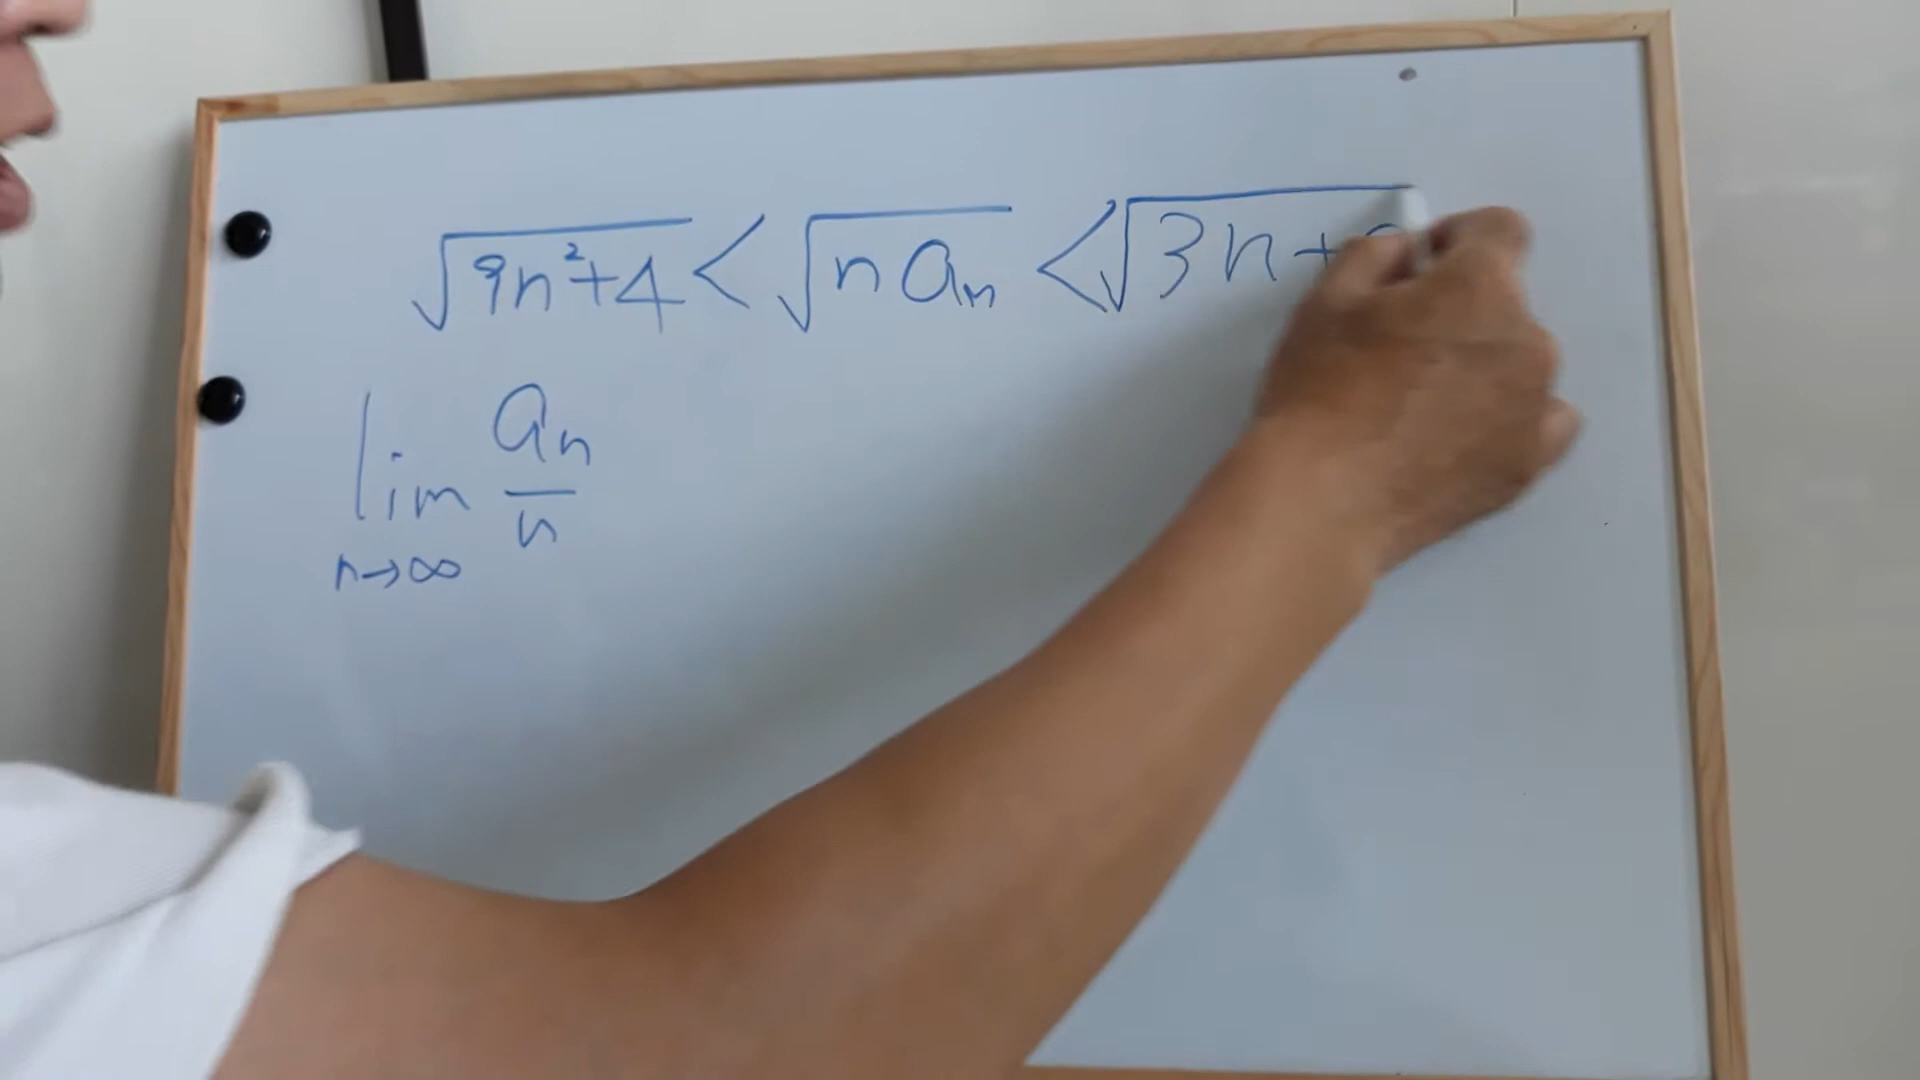 √9n²+4 < √n aₙ < √3n+
lim aₙ/n
n→∞